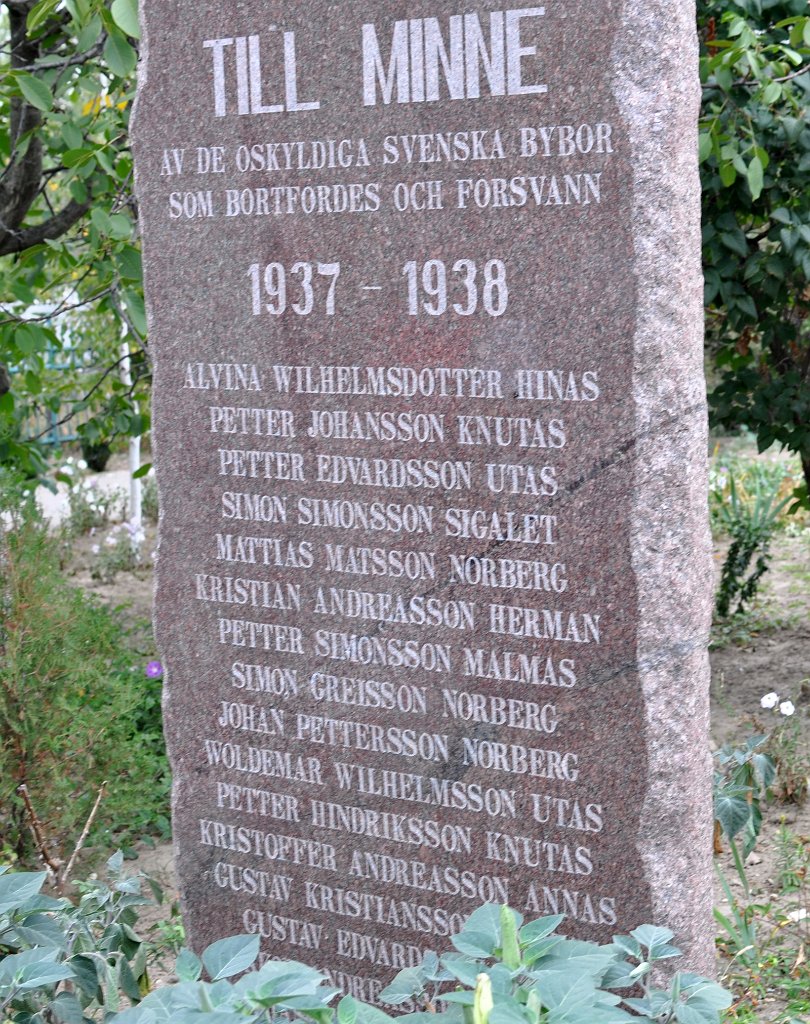 TILL MINNE
AV DE OSKYLDIGA SVENSKA BYBOR
SOM BORTFORDES OCH FORSVANN
1937 - 1938
ALVINA WILHELMSDOTTER HINAS
PETTER JOHANSSON KNUTAS
PETTER EDVARDSSON UTAS
SIMON SIMONSSON SIGALET
MATTIAS MATSSON NORBERG
KRISTIAN ANDREASSON HERMAN
PETTER SIMONSSON MALMAS
SIMON GREISSON NORBERG
JOHAN PETTERSSON NORBERG
WOLDEMAR WILHELMSSON UTAS
PETTER HINDRIKSSON KNUTAS
KRISTOFFER ANDREASSON ANNAS
GUSTAV KRISTIANSSO
GUSTAV EDVARD